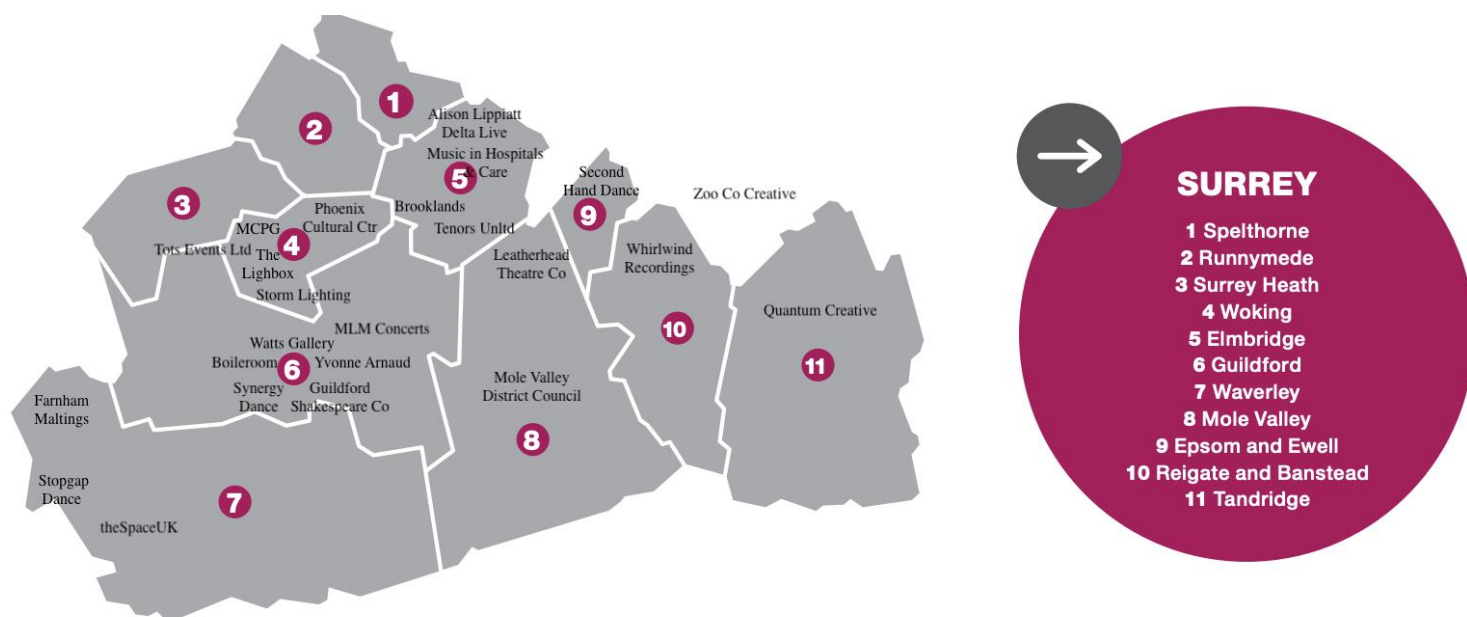 1
Alison Lippiatt
Delta Live
2
Music in Hospitals
& Care
5
Second
Hand Dance
9
Zoo Co Creative
3
Phoenix
Cultural Ctr
MCPG
4
Brooklands
Tenors Unltd
Tots Events Ltd
The
Lighbox
Storm Lighting
Leatherhead
Theatre Co
Whirlwind
Recordings
10
Quantum Creative
11
MLM Concerts
Watts Gallery
Boileroom
6
Yvonne Arnaud
Synergy
Dance
Guildford
Shakespeare Co
Mole Valley
District Council
8
Farnham
Maltings
Stopgap
Dance
7
theSpaceUK
SURREY
1 Spelthorne
2 Runnymede
3 Surrey Heath
4 Woking
5 Elmbridge
6 Guildford
7 Waverley
8 Mole Valley
9 Epsom and Ewell
10 Reigate and Banstead
11 Tandridge